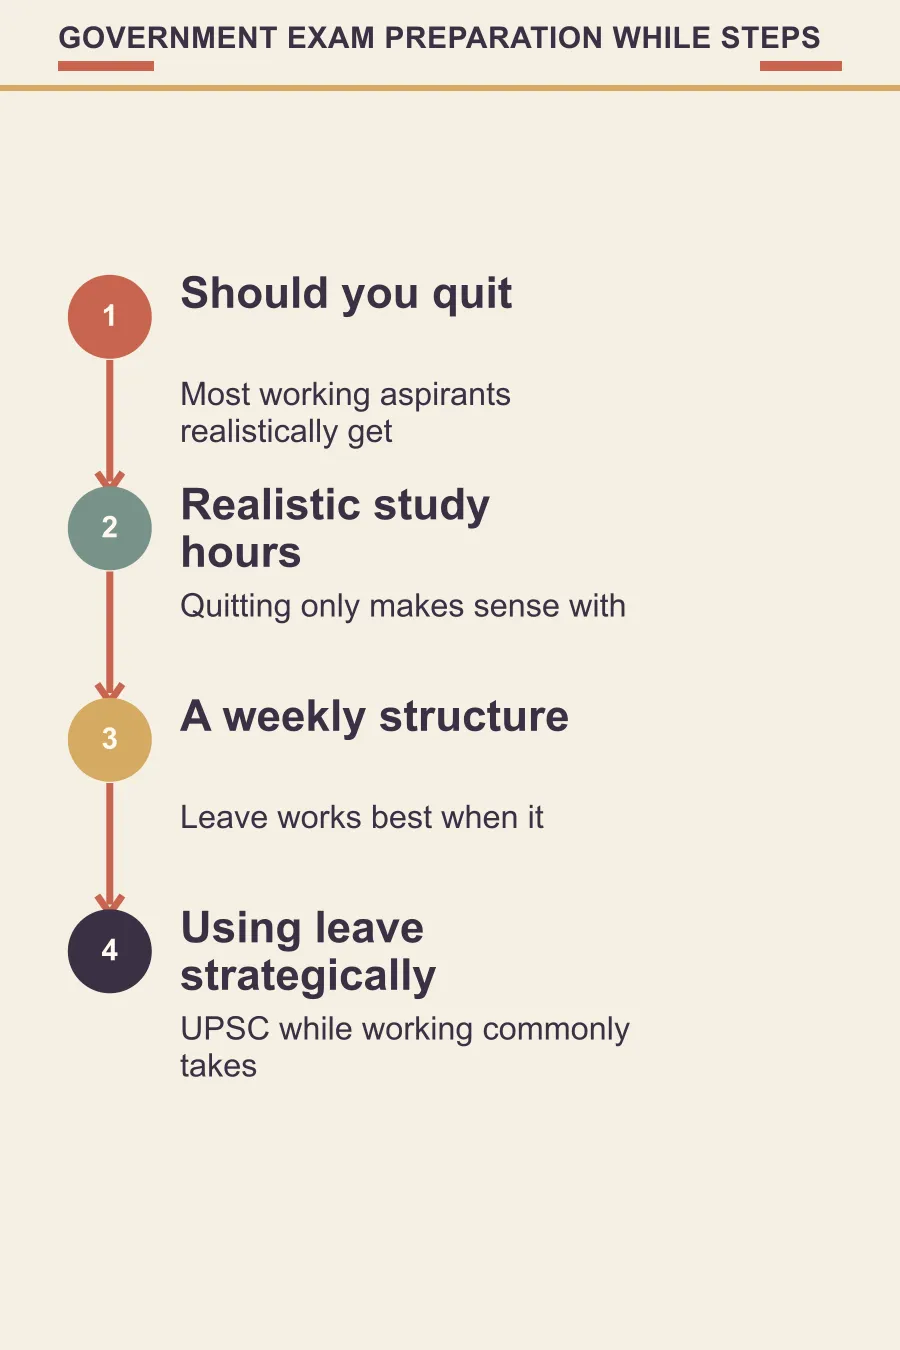 GOVERNMENT EXAM PREPARATION WHILE STEPS
1
Should you quit
Most working aspirants
realistically get
2
Realistic study
hours
Quitting only makes sense with
3
A weekly structure
Leave works best when it
4
Using leave
strategically
UPSC while working commonly
takes